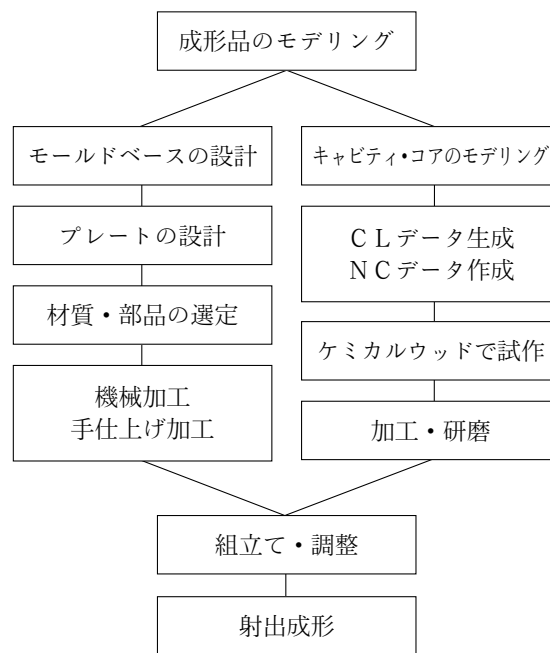 成形品のモデリング
モールドベースの設計
プレートの設計
材質・部品の選定
機械加工
手仕上げ加工
キャビティ・コアのモデリング
ＣＬデータ生成
ＮＣデータ作成
ケミカルウッドで試作
加工・研磨
組立て・調整
射出成形